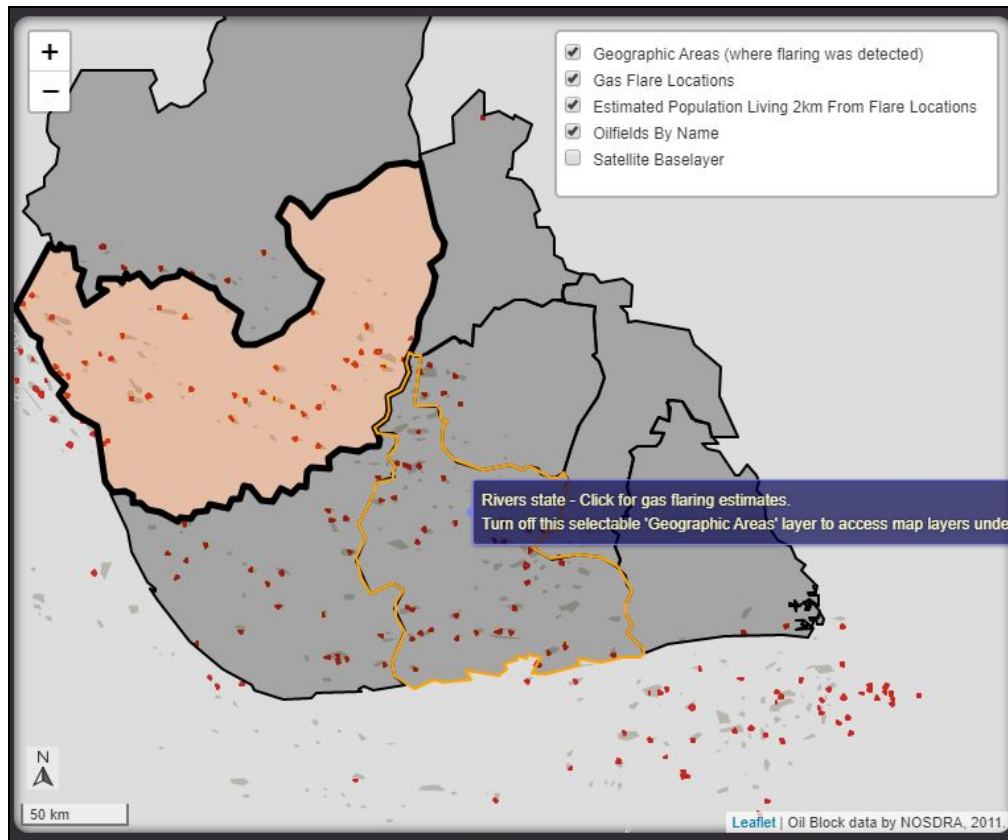 +
−
Geographic Areas (where flaring was detected)
Gas Flare Locations
Estimated Population Living 2km From Flare Locations
Oilfields By Name
Satellite Baselayer
Rivers state - Click for gas flaring estimates.
Turn off this selectable 'Geographic Areas' layer to access map layers unde
N
50 km
Leaflet | Oil Block data by NOSDRA, 2011